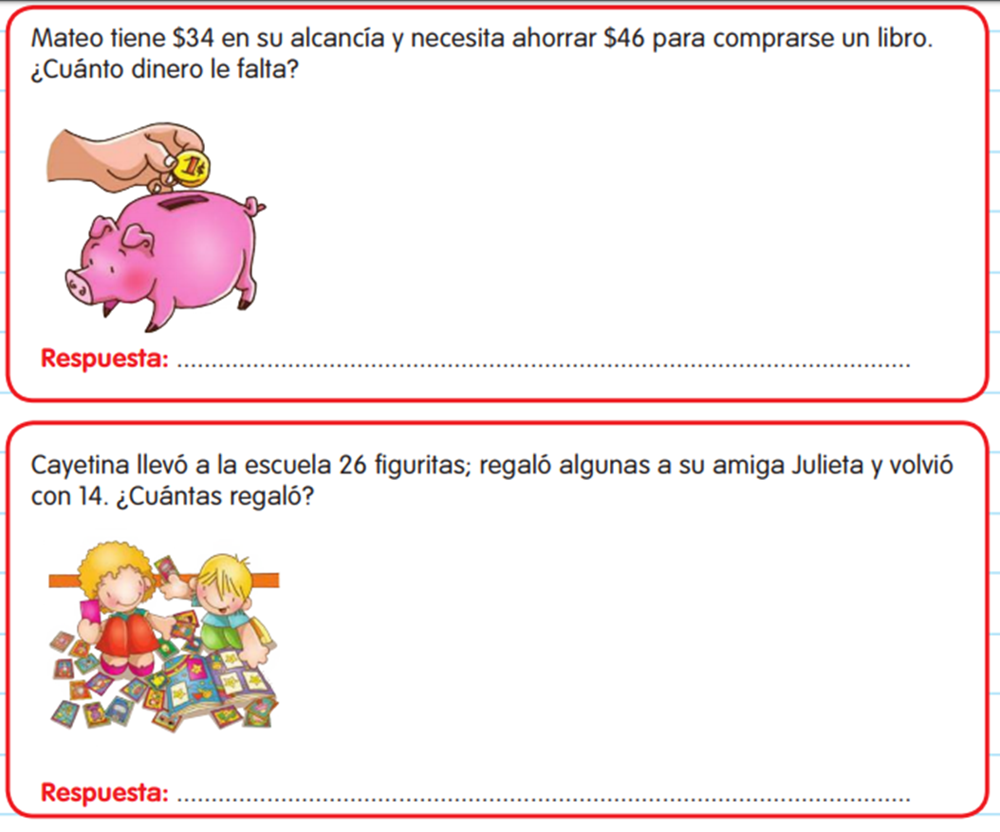 Mateo tiene $34 en su alcancía y necesita ahorrar $46 para comprarse un libro.
¿Cuánto dinero le falta?
1$
Respuesta: ................................................................................
Cayetina llevó a la escuela 26 figuritas; regaló algunas a su amiga Julieta y volvió
con 14. ¿Cuántas regaló?
Respuesta: ................................................................................